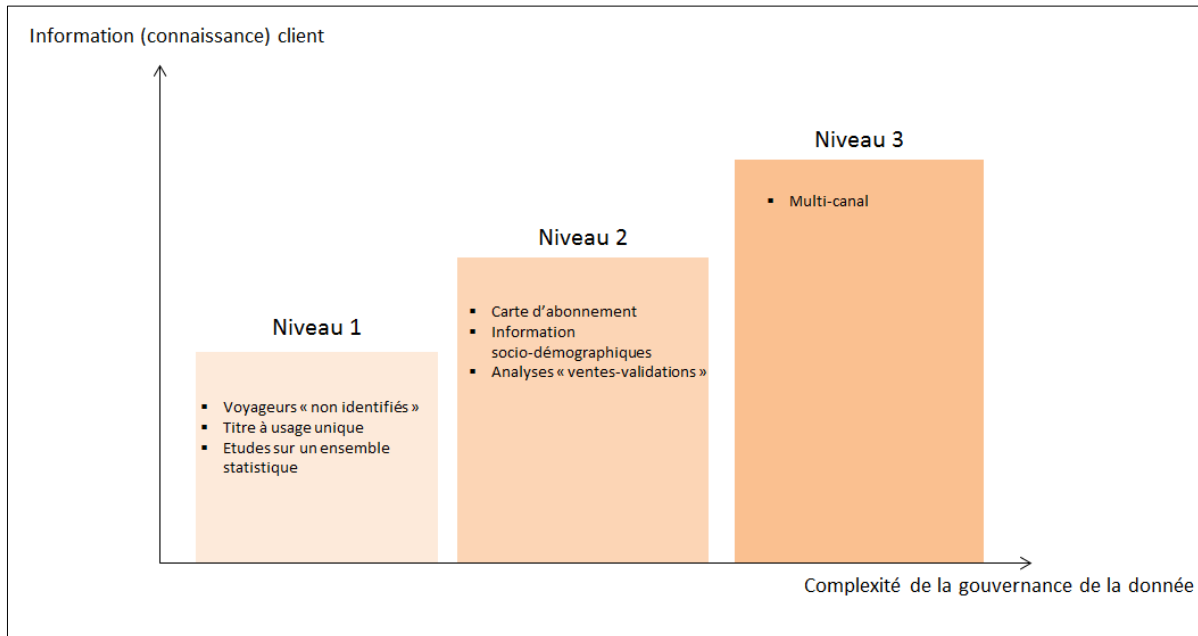 Information (connaissance) client
Niveau 3
Multi-canal
Niveau 2
Carte d'abonnement
Information
socio-démographiques
Analyses « ventes-validations »
Niveau 1
Voyageurs « non identifiés »
Titre à usage unique
Etudes sur un ensemble
statistique
Complexité de la gouvernance de la donnée